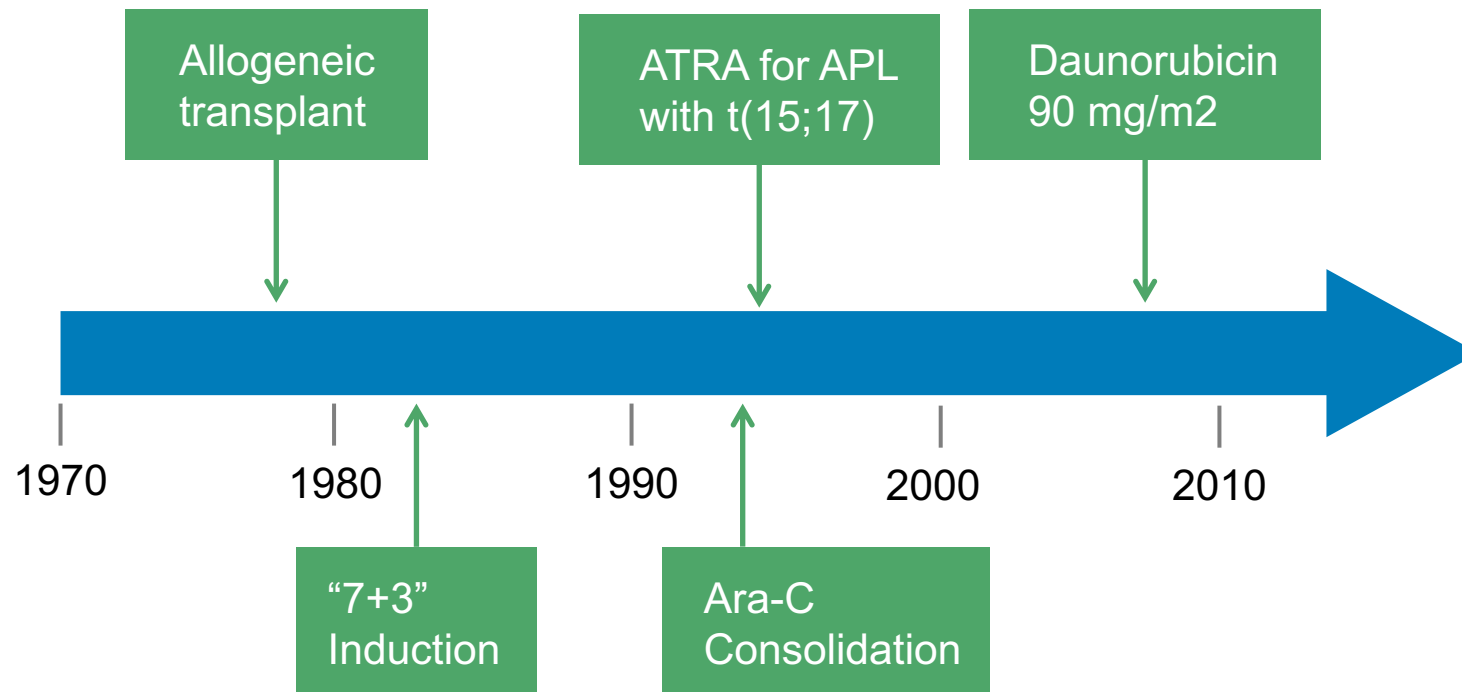 Allogeneic
transplant
ATRA for APL
with t(15;17)
Daunorubicin
90 mg/m2
1970
1980
1990
2000
2010
“7+3”
Induction
Ara-C
Consolidation